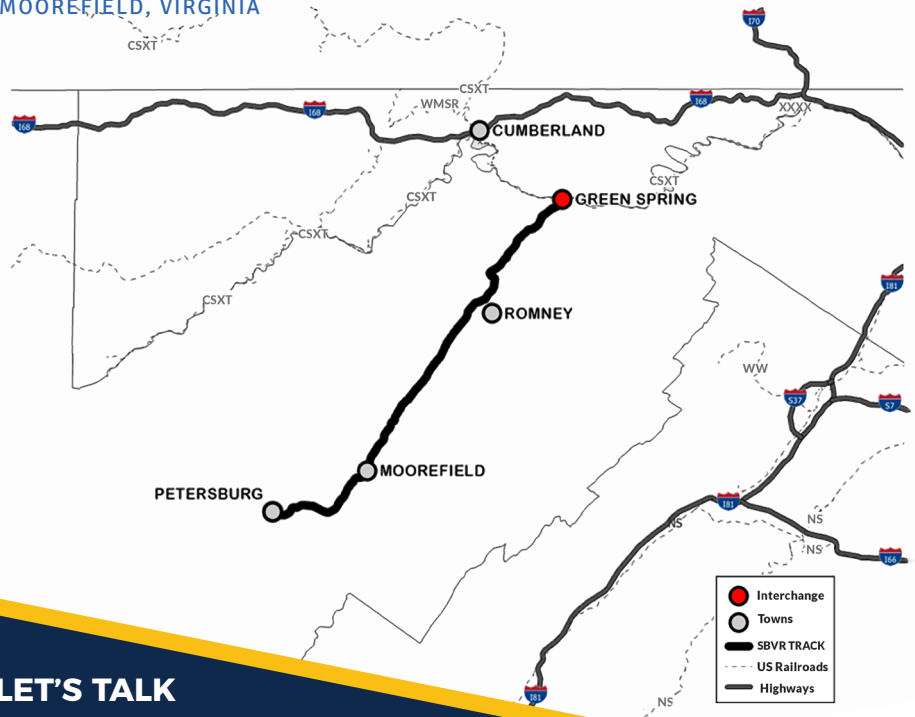 MOOREFIELD, VIRGINIA
I70
CSXT
CSXT
I68
WMSR
XXXX
I68
I68
CUMBERLAND
CSXT
CSXT
GREEN SPRING
CSXT
I81
CSXT
ROMNEY
WW
S37
S7
MOOREFIELD
PETERSBURG
I81
NS
NS
NS
I66
Interchange
Towns
SBVR TRACK
US Railroads
Highways
I81
NS
LET'S TALK